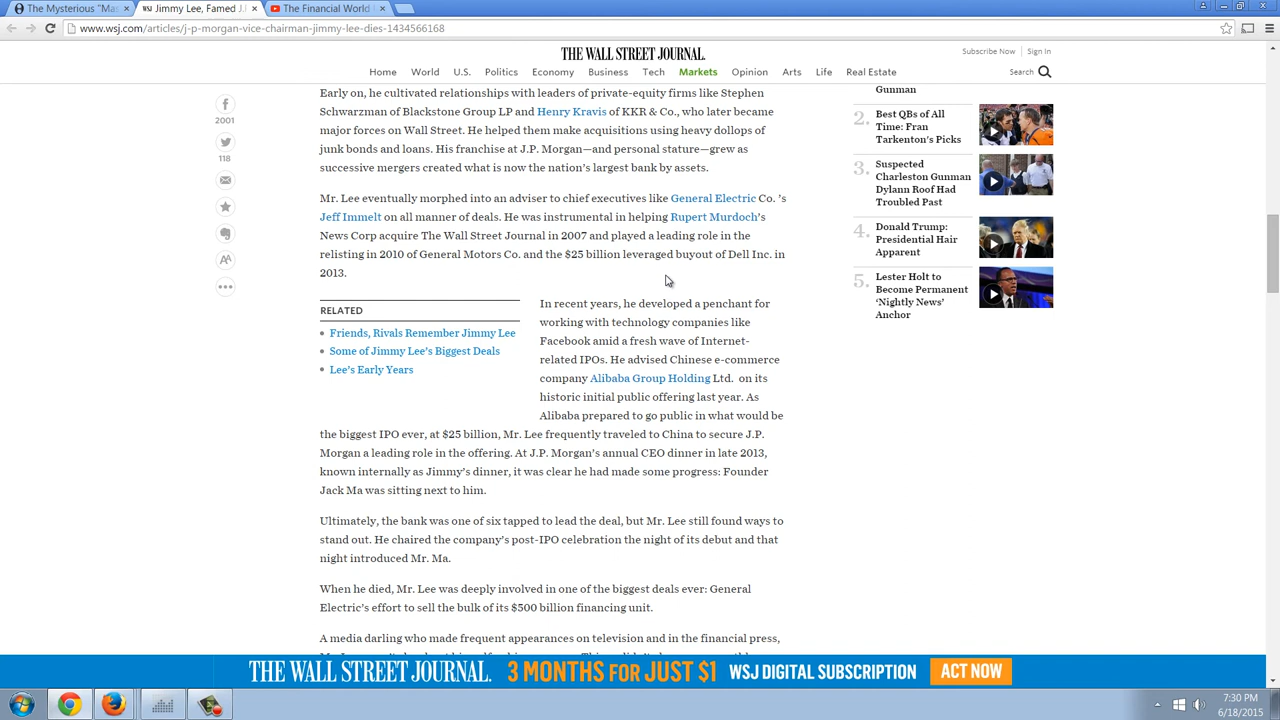 The Mysterious "Ma
Jimmy Lee, Famed J.
The Financial World
www.wsj.com/articles/j-p-morgan-vice-chairman-jimmy-lee-dies-1434566168
THE WALL STREET JOURNAL.
Subscribe Now
Sign In
Home
World
U.S.
Politics
Economy
Business
Tech
Markets
Opinion
Arts
Life
Real Estate
Search
2001
118
Early on, he cultivated relationships with leaders of private-equity firms like Stephen
Schwarzman of Blackstone Group LP and Henry Kravis of KKR & Co., who later became
major forces on Wall Street. He helped them make acquisitions using heavy dollops of
junk bonds and loans. His franchise at J.P. Morgan—and personal stature—grew as
successive mergers created what is now the nation's largest bank by assets.
Mr. Lee eventually morphed into an adviser to chief executives like General Electric Co. 's
Jeff Immelt on all manner of deals. He was instrumental in helping Rupert Murdoch's
News Corp acquire The Wall Street Journal in 2007 and played a leading role in the
relisting in 2010 of General Motors Co. and the $25 billion leveraged buyout of Dell Inc. in
2013.
RELATED
Friends, Rivals Remember Jimmy Lee
Some of Jimmy Lee's Biggest Deals
Lee's Early Years
In recent years, he developed a penchant for
working with technology companies like
Facebook amid a fresh wave of Internet-
related IPOs. He advised Chinese e-commerce
company Alibaba Group Holding Ltd. on its
historic initial public offering last year. As
Alibaba prepared to go public in what would be
the biggest IPO ever, at $25 billion, Mr. Lee frequently traveled to China to secure J.P.
Morgan a leading role in the offering. At J.P. Morgan's annual CEO dinner in late 2013,
known internally as Jimmy's dinner, it was clear he had made some progress: Founder
Jack Ma was sitting next to him.
Ultimately, the bank was one of six tapped to lead the deal, but Mr. Lee still found ways to
stand out. He chaired the company's post-IPO celebration the night of its debut and that
night introduced Mr. Ma.
When he died, Mr. Lee was deeply involved in one of the biggest deals ever: General
Electric's effort to sell the bulk of its $500 billion financing unit.
A media darling who made frequent appearances on television and in the financial press,
Gunman
2.
Best QBs of All
Time: Fran
Tarkenton's Picks
3.
Suspected
Charleston Gunman
Dylann Roof Had
Troubled Past
4.
Donald Trump:
Presidential Hair
Apparent
5.
Lester Holt to
Become Permanent
'Nightly News'
Anchor
THE WALL STREET JOURNAL.
3 MONTHS FOR JUST $1
WSJ DIGITAL SUBSCRIPTION
ACT NOW
7:30 PM
6/18/2015